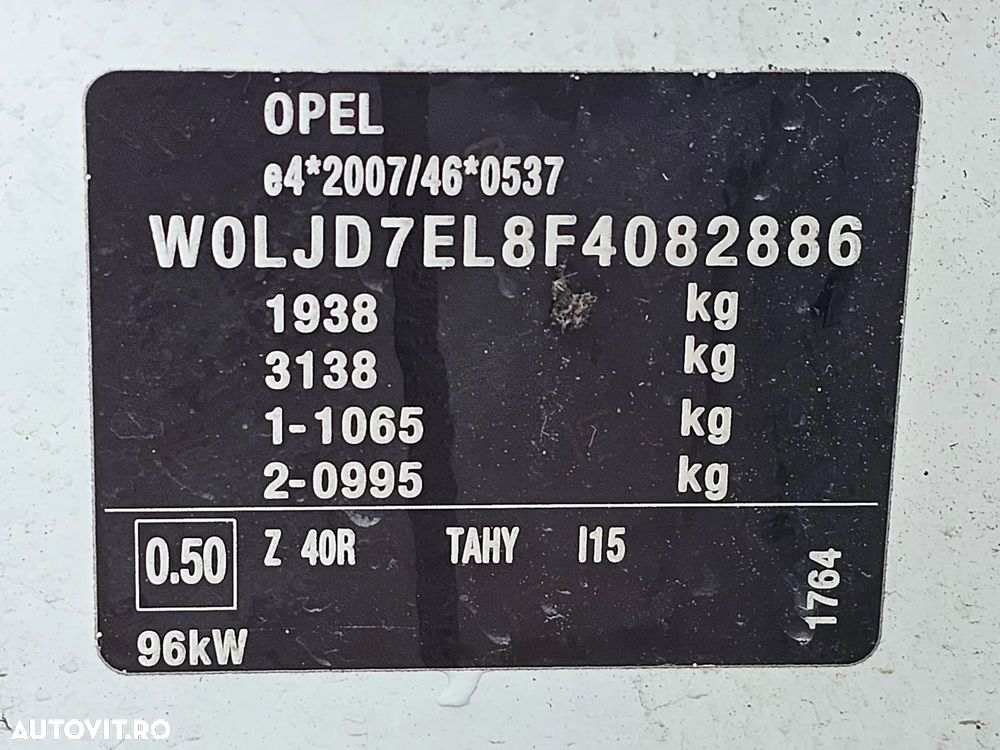 OPEL
e4*2007/46*0537
W0LJD7EL8F4082886
1938 kg
3138 kg
1-1065 kg
2-0995 kg
0.50 Z 40R TAHY I15
96kW
1764
AUTOVIT.RO